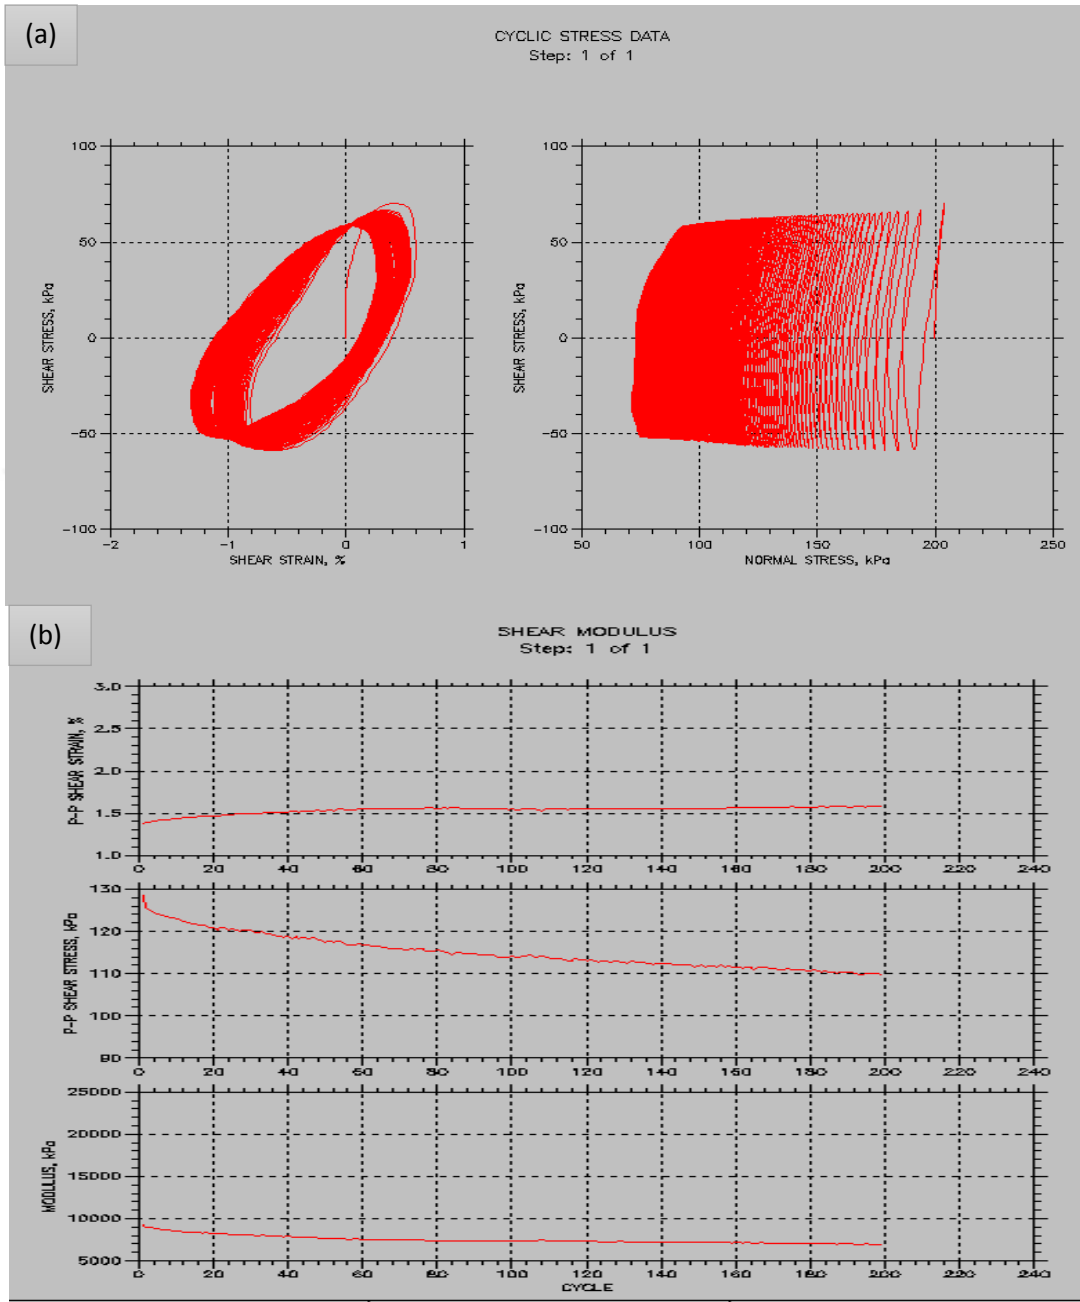 (a)
CYCLIC STRESS DATA
Step: 1 of 1
100
50
0
-50
-100
SHEAR STRESS, kPa
-2 -1 0 1
SHEAR STRAIN, %
100
50
0
-50
-100
SHEAR STRESS, kPa
50 100 150 200 250
NORMAL STRESS, kPa
(b)
SHEAR MODULUS
Step: 1 of 1
3.0
2.5
2.0
1.5
1.0
P-P SHEAR STRAIN, %
0 20 40 60 80 100 120 140 160 180 200 220 240
130
120
110
100
90
P-P SHEAR STRESS, kPa
0 20 40 60 80 100 120 140 160 180 200 220 240
25000
20000
15000
10000
5000
MODULUS, kPa
0 20 40 60 80 100 120 140 160 180 200 220 240
CYCLE